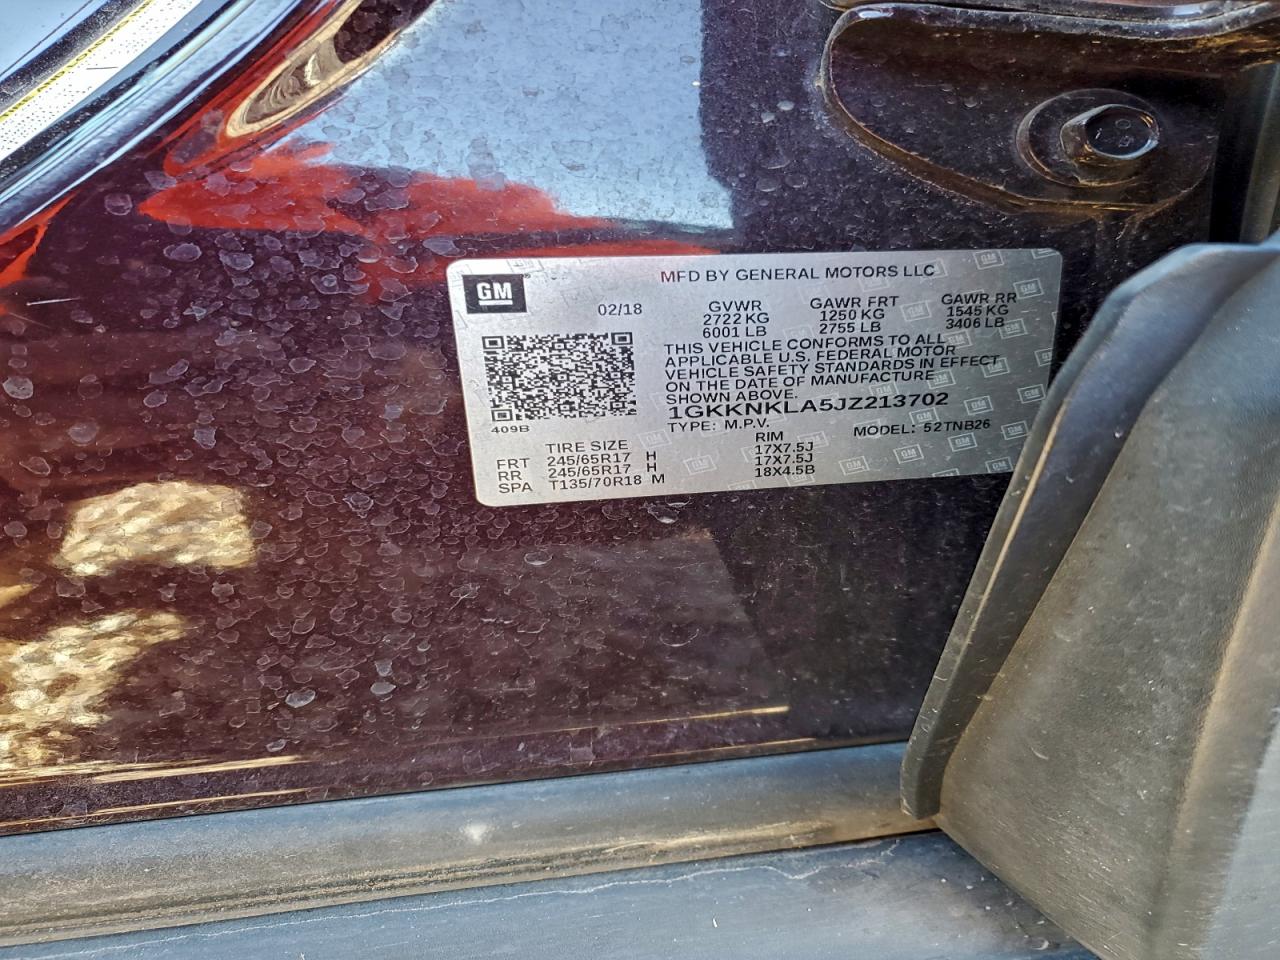 GM
MFD BY GENERAL MOTORS LLC
02/18
GVWR GAWR FRT GAWR RR
2722 KG 1250 KG 1545 KG
6001 LB 2755 LB 3406 LB
THIS VEHICLE CONFORMS TO ALL
APPLICABLE U.S. FEDERAL MOTOR
VEHICLE SAFETY STANDARDS IN EFFECT
ON THE DATE OF MANUFACTURE
SHOWN ABOVE.
1GKKNKLA5JZ213702
TYPE: M.P.V. MODEL: 52TNB26
409B
TIRE SIZE RIM
FRT 245/65R17 H 17X7.5J
RR 245/65R17 H 17X7.5J
SPA T135/70R18 M 18X4.5B